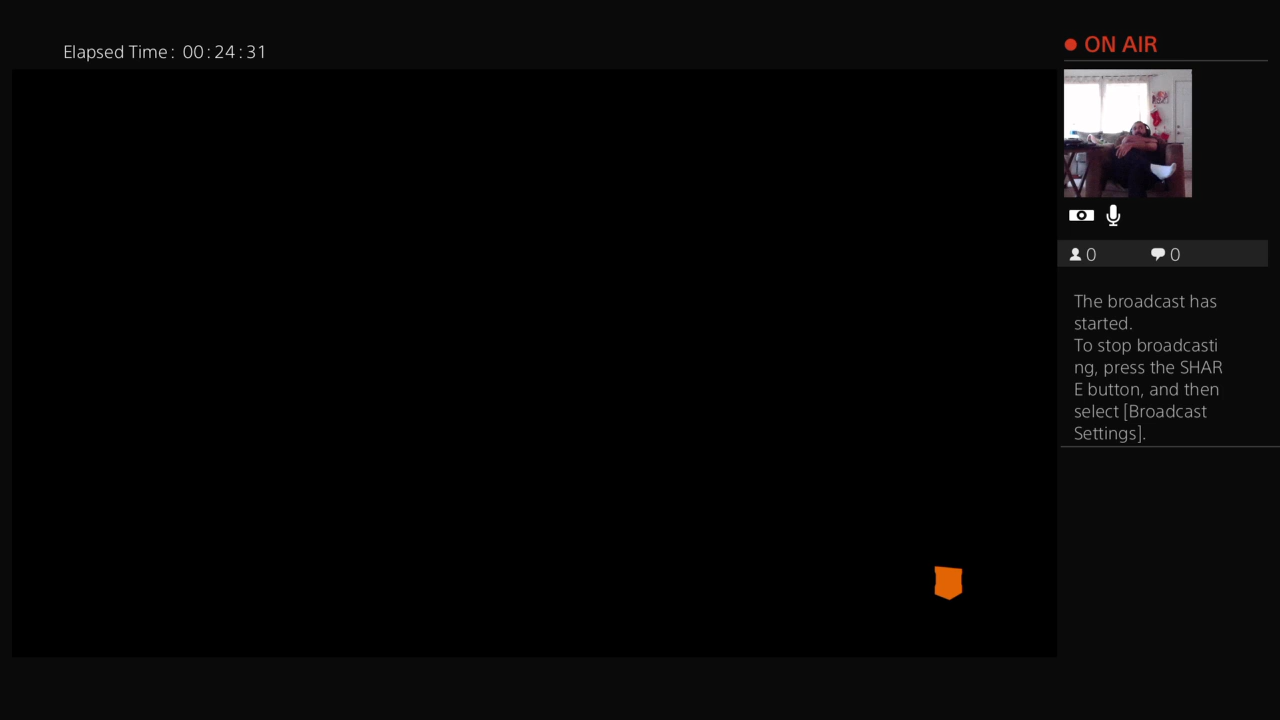 Elapsed Time: 00:24:31
ON AIR
0 0
The broadcast has
started.
To stop broadcasti
ng, press the SHAR
E button, and then
select [Broadcast
Settings].